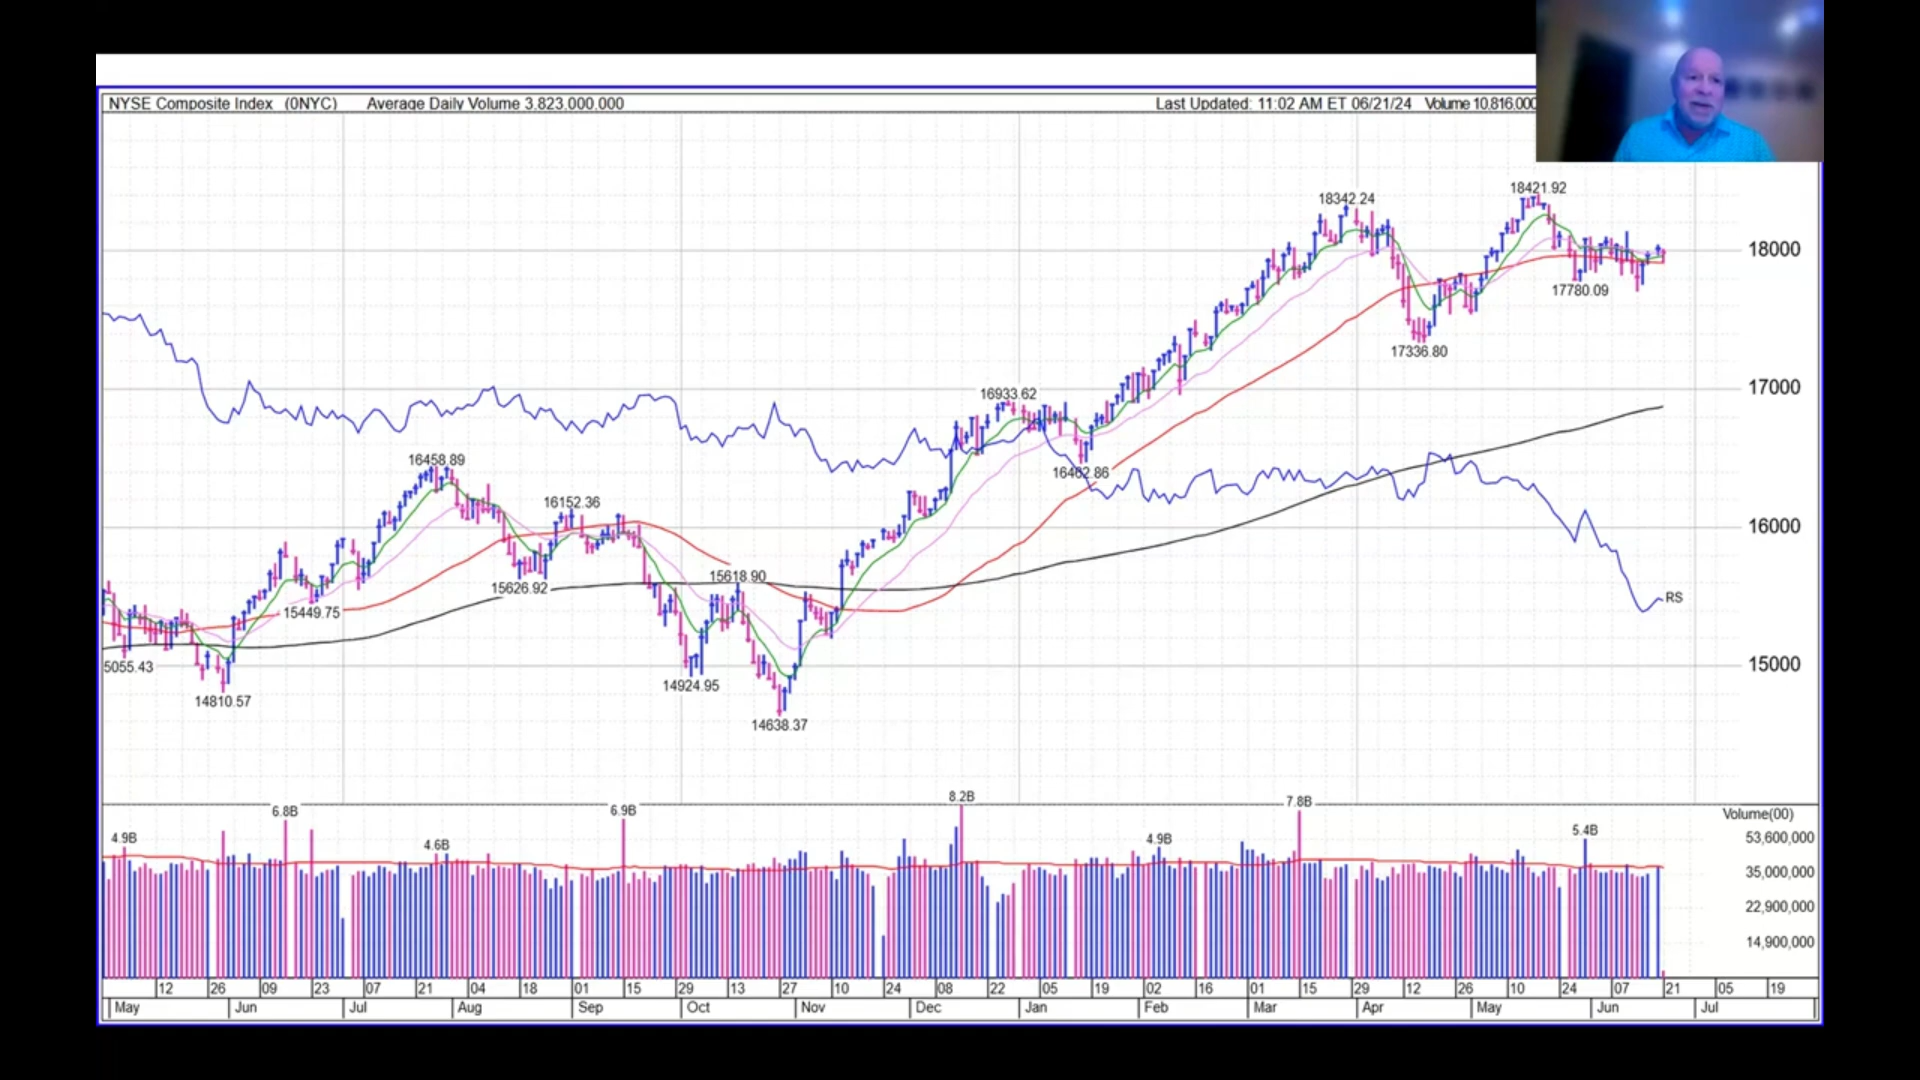 NYSE Composite Index (0NYC) Average Daily Volume 3,823,000,000 Last Updated: 11:02 AM ET 06/21/24 Volume 10,816,000
18421.92
18342.24
18000
17780.09
17336.80
17000
16933.62
16458.89
16462.86
16152.36
16000
RS
15618.90
15626.92
15449.75
15000
5055.43
14924.95
14810.57
14638.37
8.2B
7.8B
6.8B 6.9B
Volume(00)
4.9B 4.6B 4.9B 5.4B
53,600,000
35,000,000
22,900,000
14,900,000
12 26 09 23 07 21 04 18 01 15 29 13 27 10 24 08 22 05 19 02 16 01 15 29 12 26 10 24 07 21 05 19
May Jun Jul Aug Sep Oct Nov Dec Jan Feb Mar Apr May Jun Jul